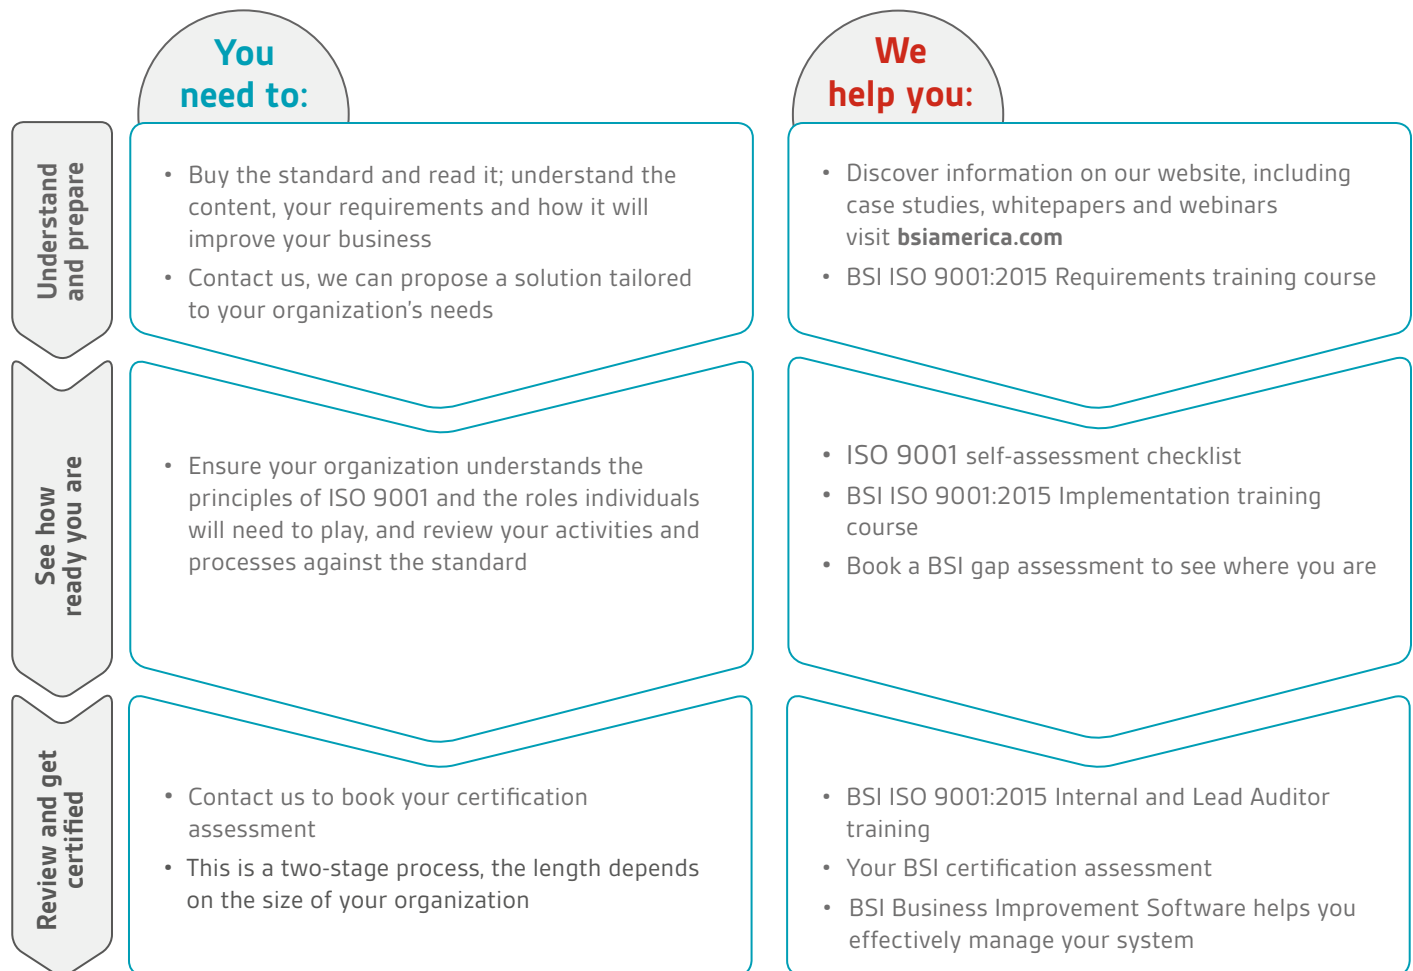 You
need to:
We
help you:
Understand
and prepare
• Buy the standard and read it; understand the
content, your requirements and how it will
improve your business
• Contact us, we can propose a solution tailored
to your organization's needs
• Discover information on our website, including
case studies, whitepapers and webinars
visit bsiamerica.com
• BSI ISO 9001:2015 Requirements training course
See how
ready you are
• Ensure your organization understands the
principles of ISO 9001 and the roles individuals
will need to play, and review your activities and
processes against the standard
• ISO 9001 self-assessment checklist
• BSI ISO 9001:2015 Implementation training
course
• Book a BSI gap assessment to see where you are
Review and get
certified
• Contact us to book your certification
assessment
• This is a two-stage process, the length depends
on the size of your organization
• BSI ISO 9001:2015 Internal and Lead Auditor
training
• Your BSI certification assessment
• BSI Business Improvement Software helps you
effectively manage your system